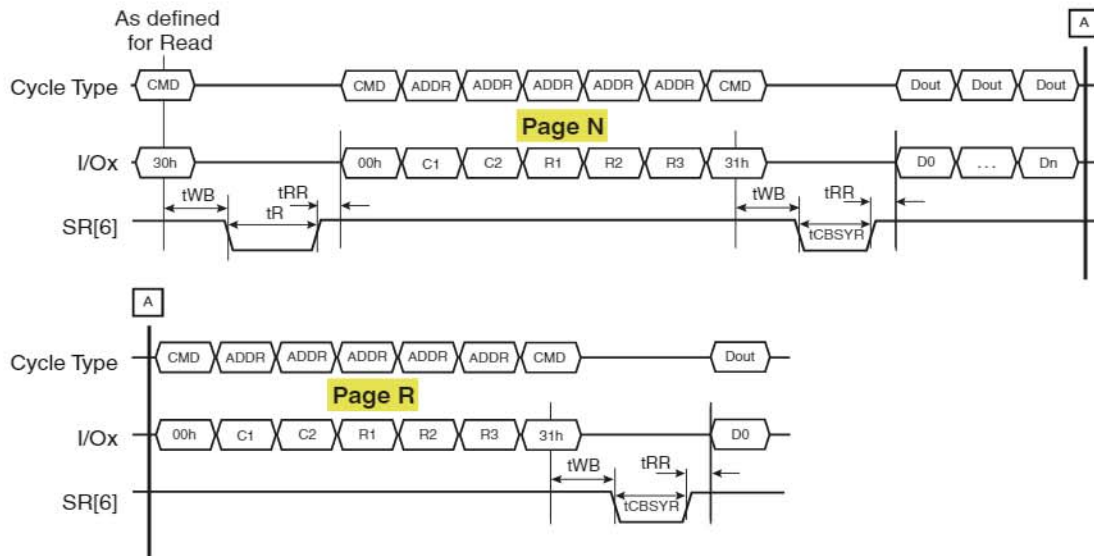 As defined
for Read
A
Cycle Type CMD CMD ADDR ADDR ADDR ADDR ADDR CMD Dout Dout Dout
Page N
I/Ox 30h 00h C1 C2 R1 R2 R3 31h D0 ... Dn
tWB tR tRR tWB tRR
SR[6] tCBSYR
A
Cycle Type CMD ADDR ADDR ADDR ADDR ADDR CMD Dout
Page R
I/Ox 00h C1 C2 R1 R2 R3 31h D0
tWB tRR
SR[6] tCBSYR